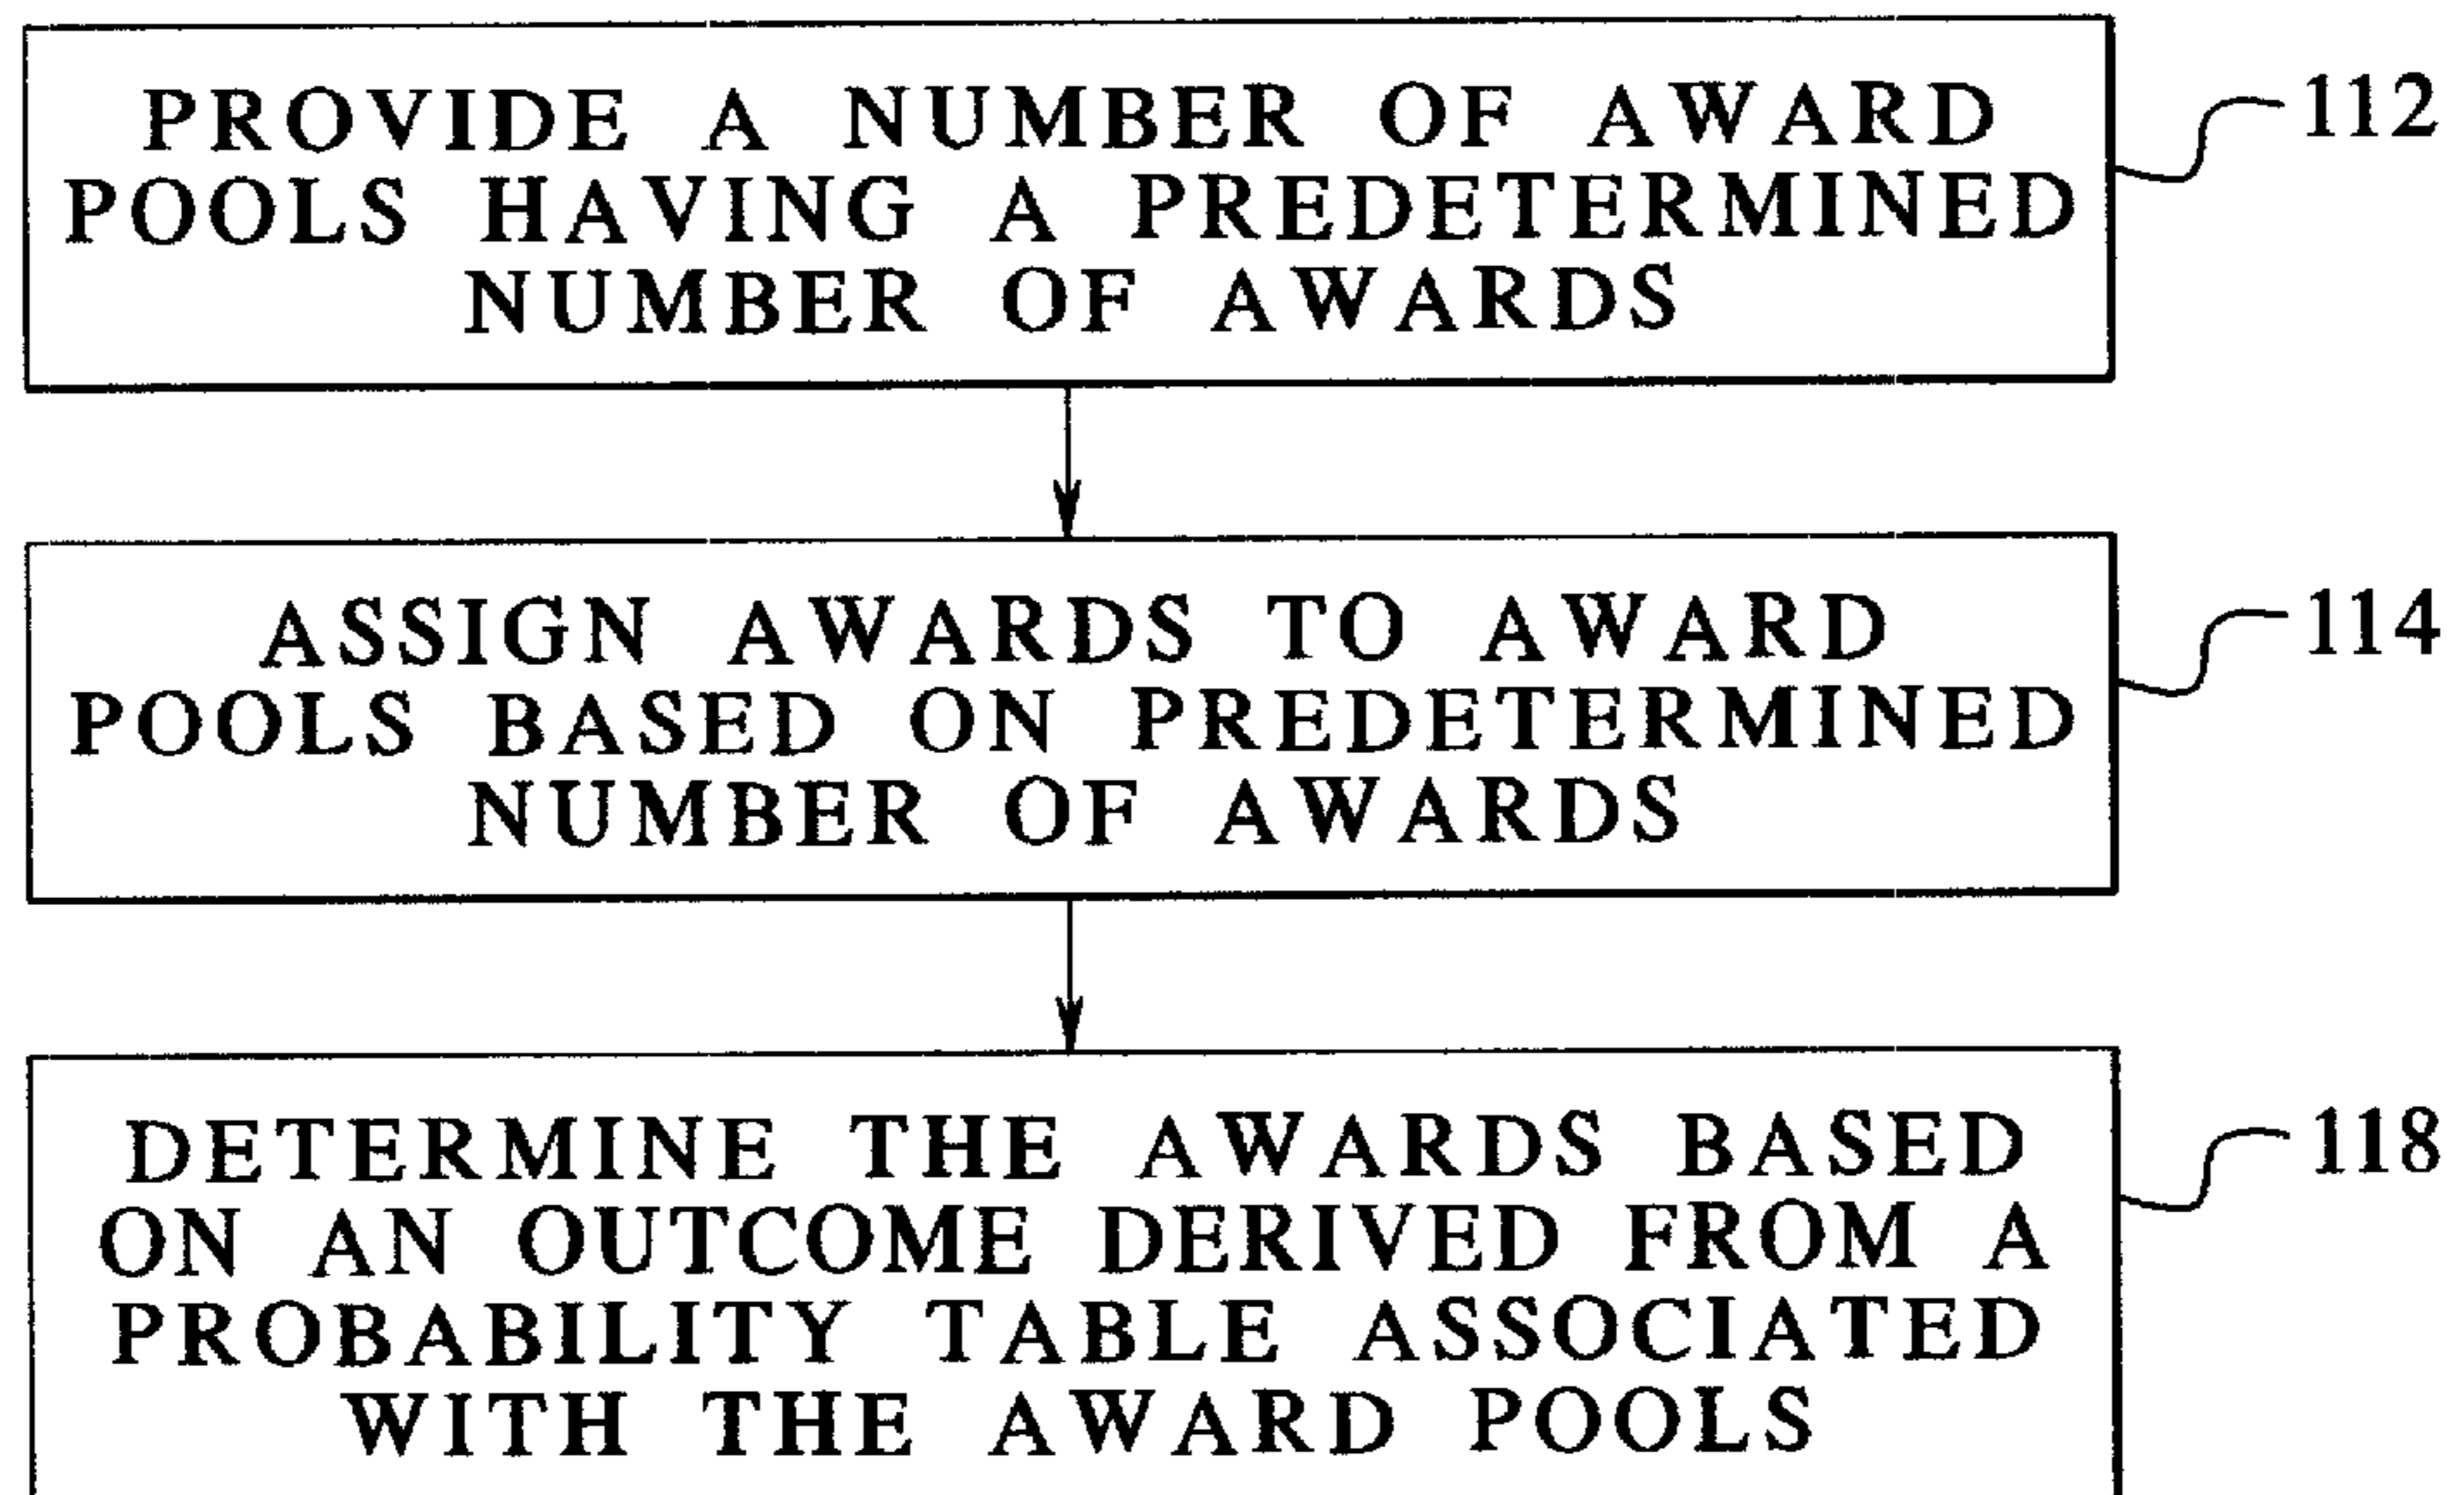 PROVIDE A NUMBER OF AWARD
POOLS HAVING A PREDETERMINED
NUMBER OF AWARDS
112
ASSIGN AWARDS TO AWARD
POOLS BASED ON PREDETERMINED
NUMBER OF AWARDS
114
DETERMINE THE AWARDS BASED
ON AN OUTCOME DERIVED FROM A
PROBABILITY TABLE ASSOCIATED
WITH THE AWARD POOLS
118